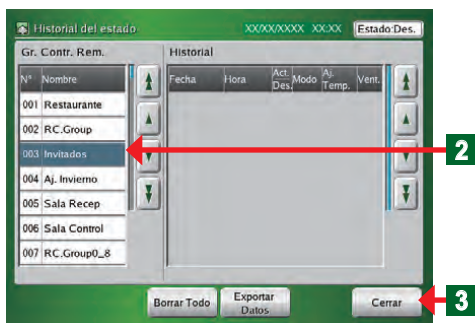 Historial del estado XX/XX/XXXX XX:XX Estado:Des.
Gr. Contr. Rem. Historial
N° Nombre Fecha Hora Act. Des. Modo Aj. Temp. Vent.
001 Restaurante
002 RC.Group
003 Invitados
2
004 Aj. Invierno
005 Sala Recep
006 Sala Control
007 RC.Group0_8
Borrar Todo Exportar Datos Cerrar
3